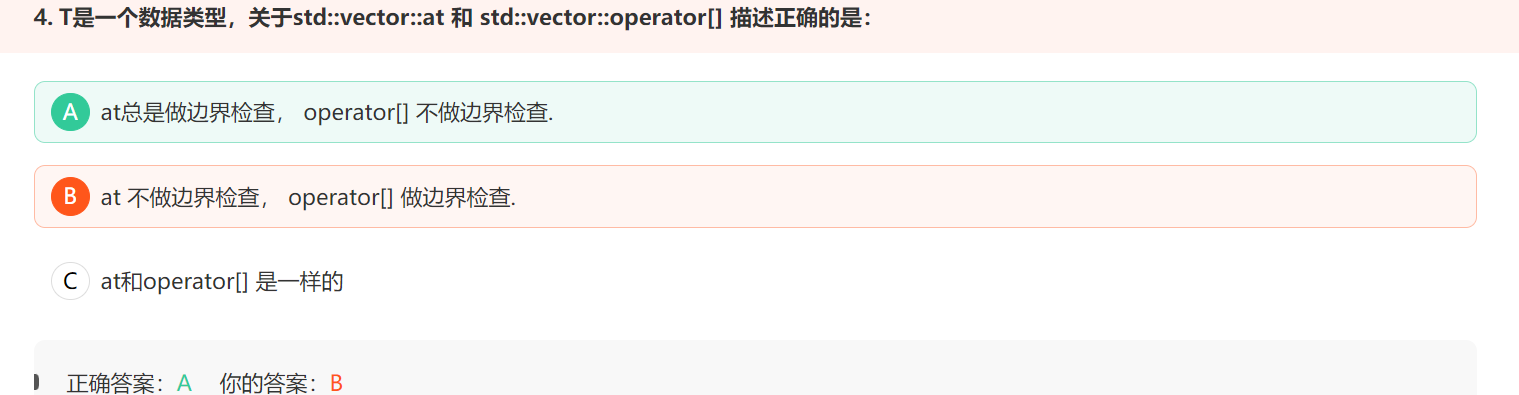 4. T是一个数据类型，关于std::vector::at 和 std::vector::operator[] 描述正确的是：
A at总是做边界检查， operator[] 不做边界检查.
B at 不做边界检查， operator[] 做边界检查.
C at和operator[] 是一样的
正确答案：A 你的答案：B